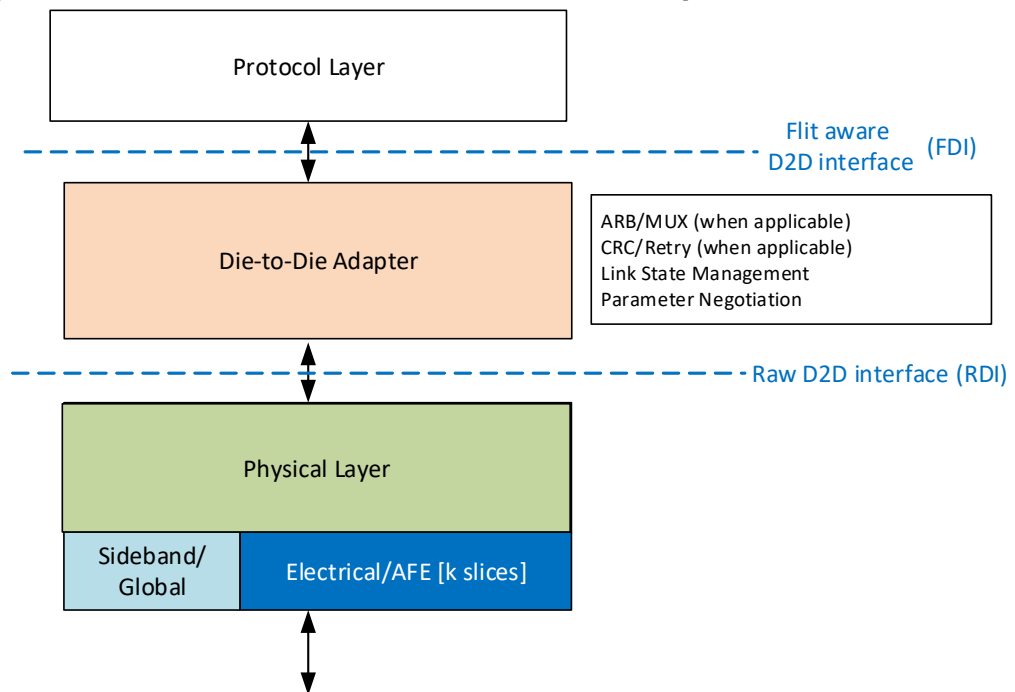 Protocol Layer
Flit aware
D2D interface
(FDI)
Die-to-Die Adapter
ARB/MUX (when applicable)
CRC/Retry (when applicable)
Link State Management
Parameter Negotiation
Raw D2D interface (RDI)
Physical Layer
Sideband/
Global
Electrical/AFE [k slices]